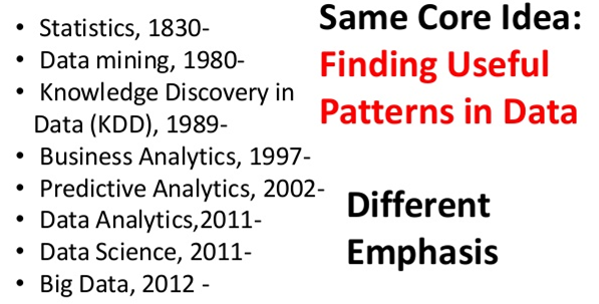 • Statistics, 1830-
• Data mining, 1980-
• Knowledge Discovery in
Data (KDD), 1989-
• Business Analytics, 1997-
• Predictive Analytics, 2002-
• Data Analytics,2011-
• Data Science, 2011-
• Big Data, 2012 -
Same Core Idea:
Finding Useful
Patterns in Data
Different
Emphasis